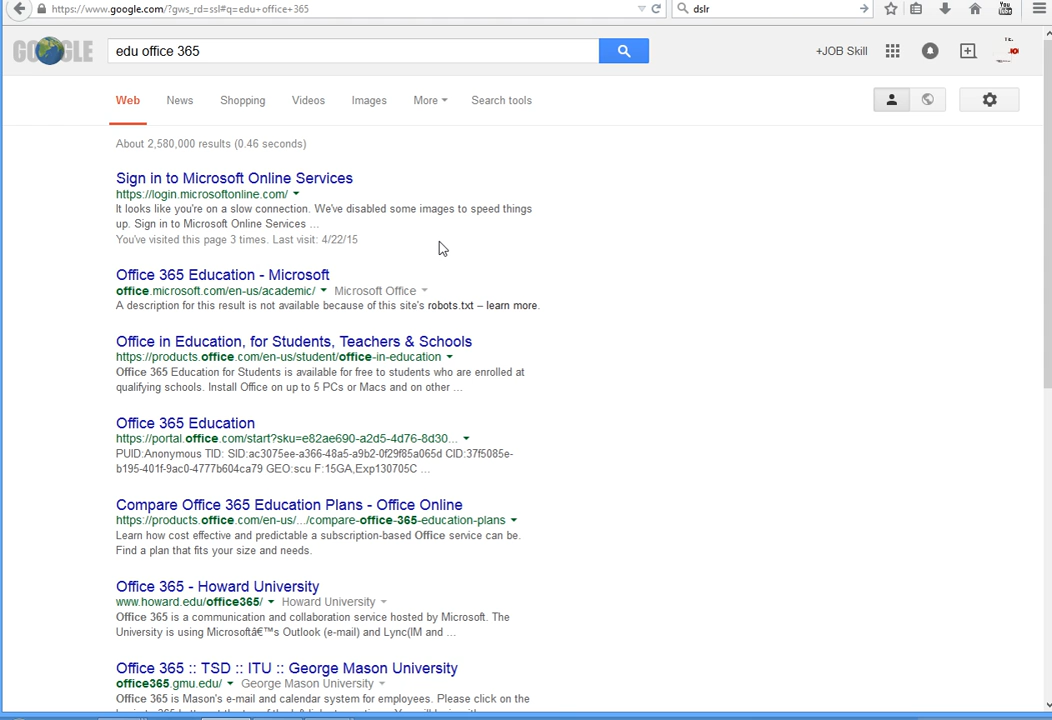 https://www.google.com/?gws_rd=ssl#q=edu+office+365
dslr
GOOGLE
edu office 365
+JOB Skill
Web News Shopping Videos Images More Search tools
About 2,580,000 results (0.46 seconds)
Sign in to Microsoft Online Services
https://login.microsoftonline.com/
It looks like you're on a slow connection. We've disabled some images to speed things
up. Sign in to Microsoft Online Services ...
You've visited this page 3 times. Last visit: 4/22/15
Office 365 Education - Microsoft
office.microsoft.com/en-us/academic/ Microsoft Office
A description for this result is not available because of this site's robots.txt – learn more.
Office in Education, for Students, Teachers & Schools
https://products.office.com/en-us/student/office-in-education
Office 365 Education for Students is available for free to students who are enrolled at
qualifying schools. Install Office on up to 5 PCs or Macs and on other ...
Office 365 Education
https://portal.office.com/start?sku=e82ae690-a2d5-4d76-8d30...
PUID:Anonymous TID: SID:ac3075ee-a366-48a5-a9b2-0f29f85a065d CID:37f5085e-
b195-401f-9ac0-4777b604ca79 GEO:scu F:15GA,Exp130705C ...
Compare Office 365 Education Plans - Office Online
https://products.office.com/en-us/.../compare-office-365-education-plans
Learn how cost effective and predictable a subscription-based Office service can be.
Find a plan that fits your size and needs.
Office 365 - Howard University
www.howard.edu/office365/ Howard University
Office 365 is a communication and collaboration service hosted by Microsoft. The
University is using Microsoftâ€™s Outlook (e-mail) and Lync(IM and ...
Office 365 :: TSD :: ITU :: George Mason University
office365.gmu.edu/ George Mason University
Office 365 is Mason's e-mail and calendar system for employees. Please click on the